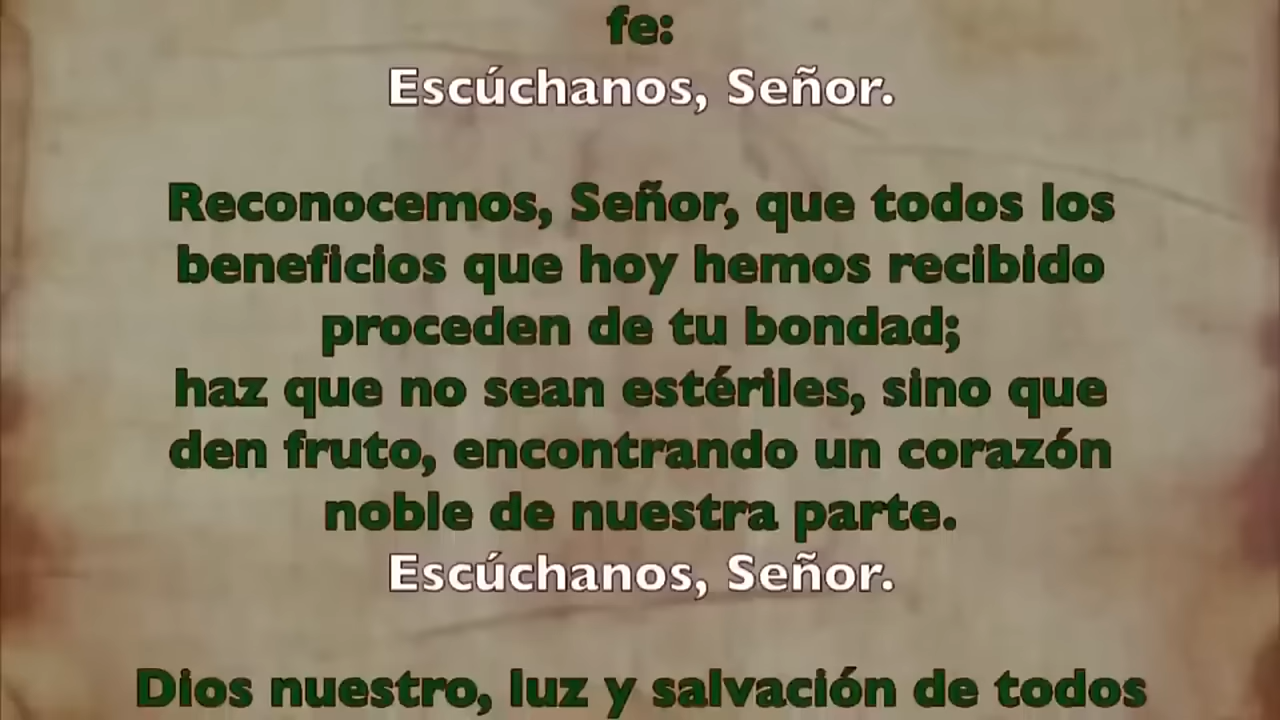 fe:
Escúchanos, Señor.
Reconocemos, Señor, que todos los
beneficios que hoy hemos recibido
proceden de tu bondad;
haz que no sean estériles, sino que
den fruto, encontrando un corazón
noble de nuestra parte.
Escúchanos, Señor.
Dios nuestro, luz y salvación de todos